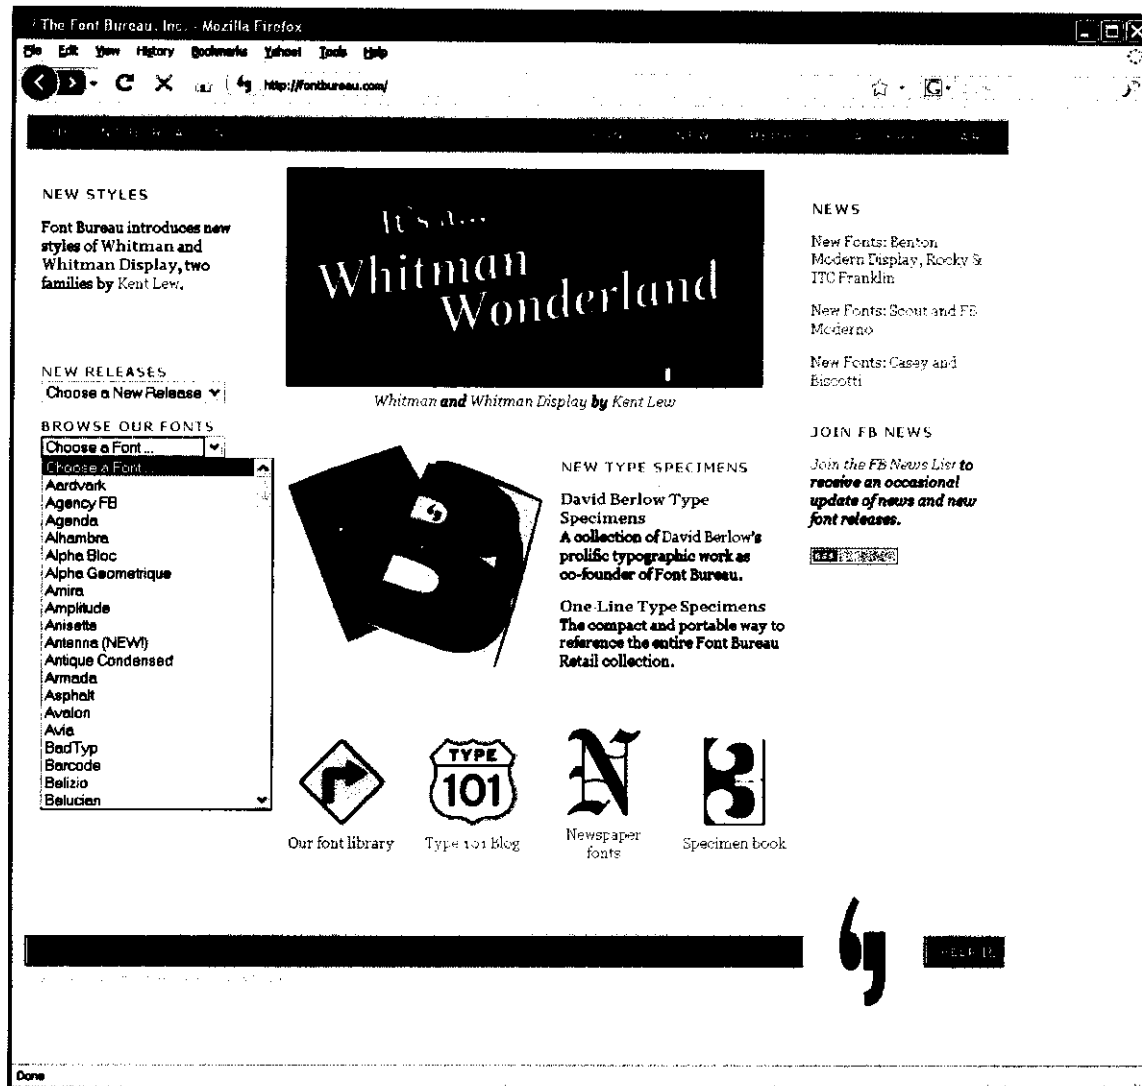 The Font Bureau, Inc. - Mozilla Firefox
File Edit View History Bookmarks Yahoo! Tools Help
http://fontbureau.com/
NEW STYLES
Font Bureau introduces new
styles of Whitman and
Whitman Display, two
families by Kent Lew.
NEW RELEASES
Choose a New Release
BROWSE OUR FONTS
Choose a Font ...
Choose a Font ...
Aardvark
Agency FB
Agenda
Alhambra
Alpha Bloc
Alpha Geometrique
Amira
Amplitude
Anisette
Antenna (NEW!)
Antique Condensed
Armada
Asphalt
Avalon
Avia
BadTyp
Barcode
Belizio
Belucian
It's a...
Whitman
Wonderland
Whitman and Whitman Display by Kent Lew
NEW TYPE SPECIMENS
David Berlow Type
Specimens
A collection of David Berlow's
prolific typographic work as
co-founder of Font Bureau.
One-Line Type Specimens
The compact and portable way to
reference the entire Font Bureau
Retail collection.
NEWS
New Fonts: Benton
Modern Display, Rocky &
ITC Franklin
New Fonts: Scout and FB
Moderno
New Fonts: Casey and
Biscotti
JOIN FB NEWS
Join the FB News List to
receive an occasional
update of news and new
font releases.
TYPE
101
N
3
Our font library
Type 101 Blog
Newspaper
fonts
Specimen book
Done